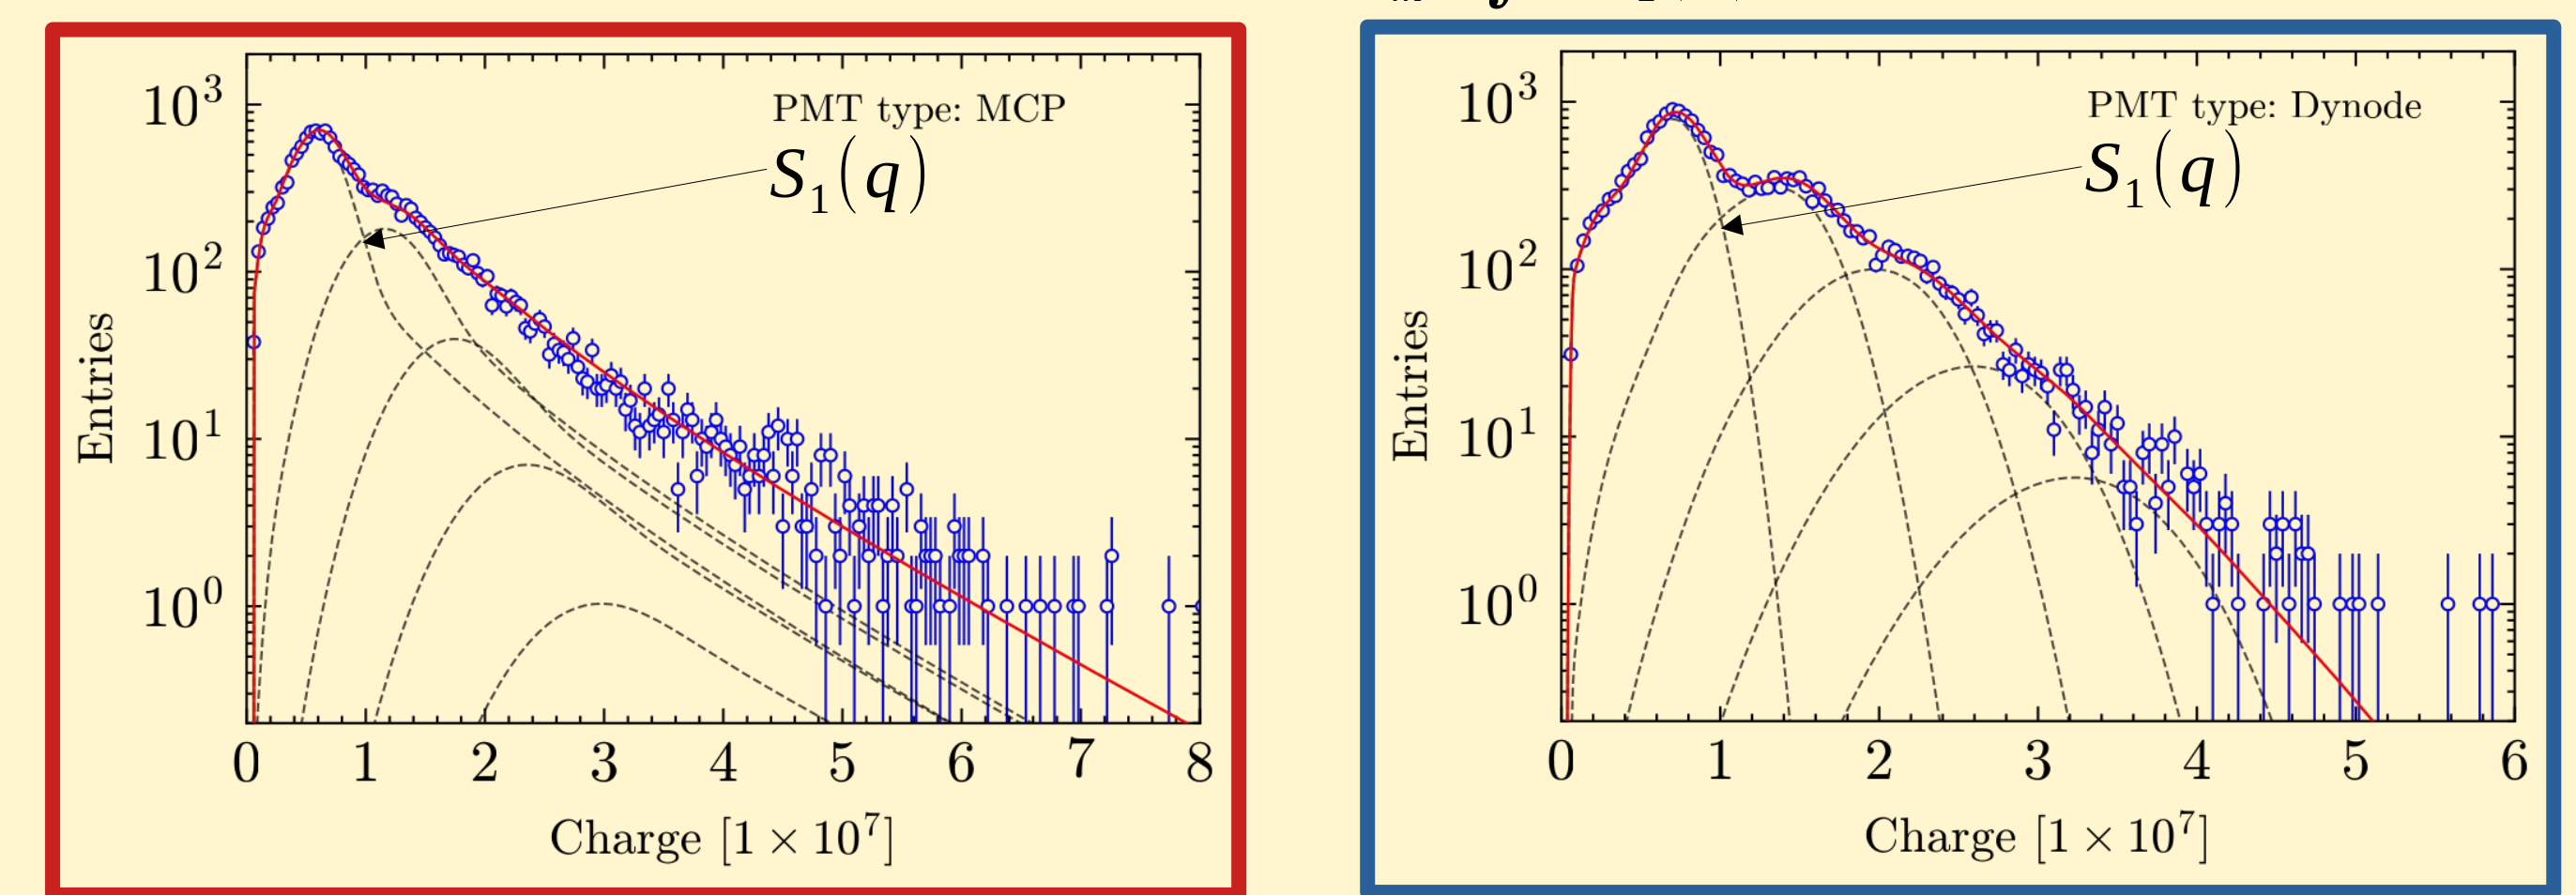 10³
10²
10¹
10⁰
Entries
PMT type: MCP
S₁(q)
0 1 2 3 4 5 6 7 8
Charge [1 × 10⁷]
10³
10²
10¹
10⁰
Entries
PMT type: Dynode
S₁(q)
0 1 2 3 4 5 6
Charge [1 × 10⁷]